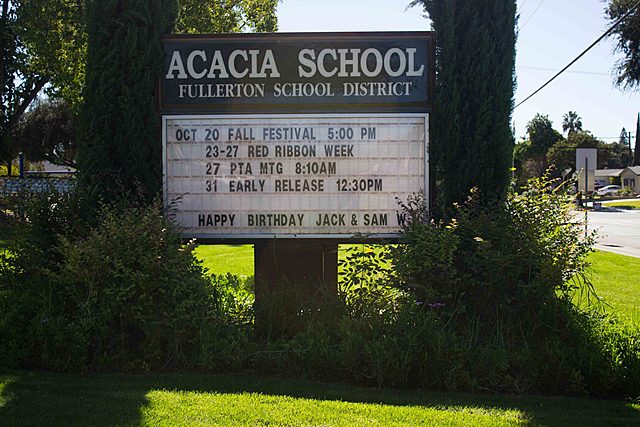 ACACIA SCHOOL
FULLERTON SCHOOL DISTRICT
OCT 20 FALL FESTIVAL 5:00 PM
23-27 RED RIBBON WEEK
27 PTA MTG 8:10AM
31 EARLY RELEASE 12:30PM
HAPPY BIRTHDAY JACK & SAM W